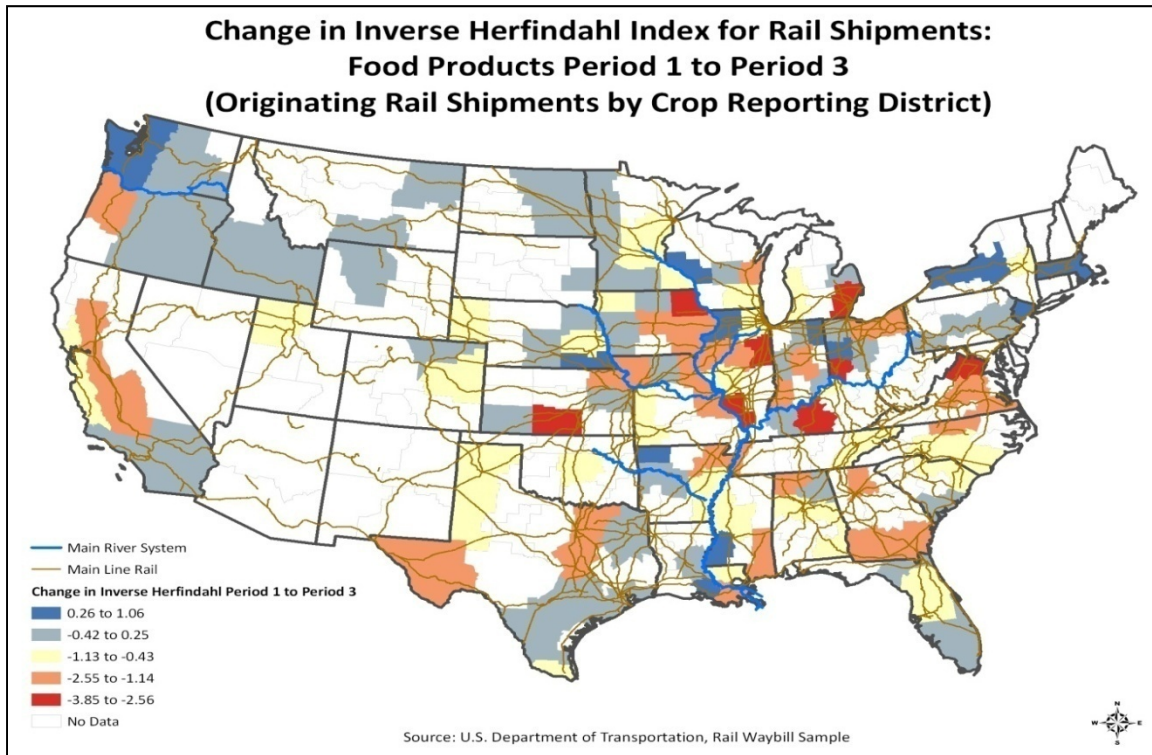 Change in Inverse Herfindahl Index for Rail Shipments:
Food Products Period 1 to Period 3
(Originating Rail Shipments by Crop Reporting District)
Main River System
Main Line Rail
Change in Inverse Herfindahl Period 1 to Period 3
0.26 to 1.06
-0.42 to 0.25
-1.13 to -0.43
-2.55 to -1.14
-3.85 to -2.56
No Data
Source: U.S. Department of Transportation, Rail Waybill Sample
N
W E
S